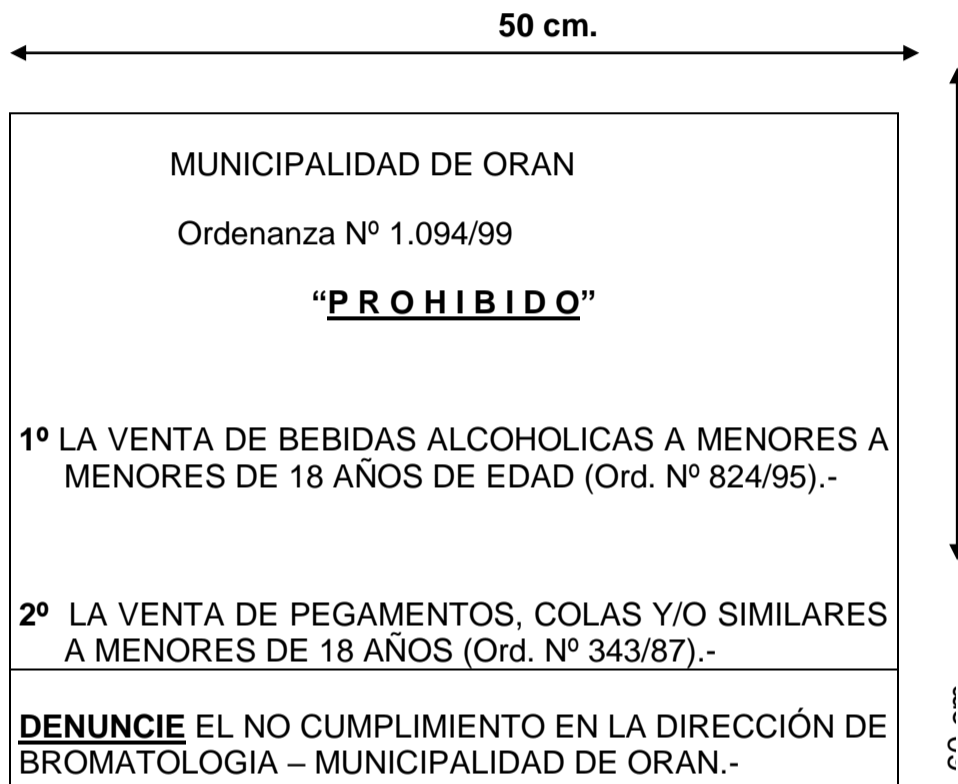 50 cm.
MUNICIPALIDAD DE ORAN
Ordenanza Nº 1.094/99
“P R O H I B I D O”
1º LA VENTA DE BEBIDAS ALCOHOLICAS A MENORES A
MENORES DE 18 AÑOS DE EDAD (Ord. Nº 824/95).-
2º LA VENTA DE PEGAMENTOS, COLAS Y/O SIMILARES
A MENORES DE 18 AÑOS (Ord. Nº 343/87).-
DENUNCIE EL NO CUMPLIMIENTO EN LA DIRECCIÓN DE
BROMATOLOGIA – MUNICIPALIDAD DE ORAN.-